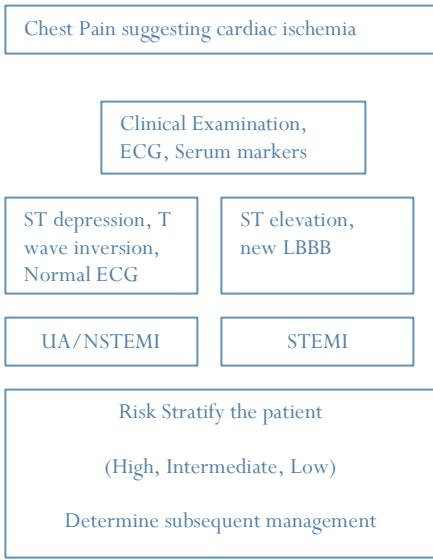 Chest Pain suggesting cardiac ischemia
Clinical Examination,
ECG, Serum markers
ST depression, T
wave inversion,
Normal ECG
ST elevation,
new LBBB
UA/NSTEMI
STEMI
Risk Stratify the patient
(High, Intermediate, Low)
Determine subsequent management